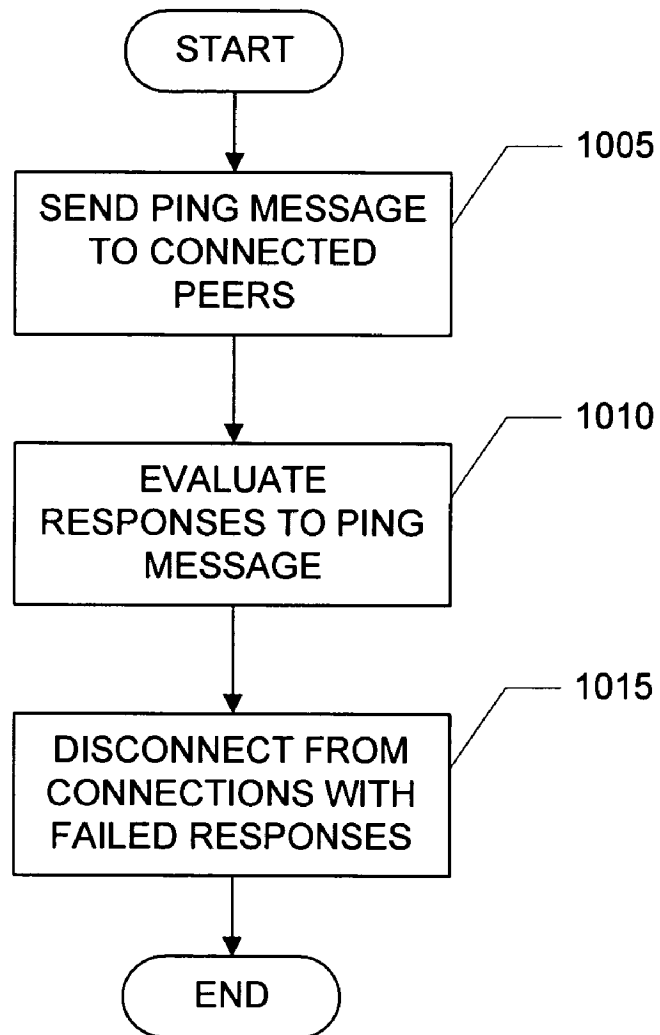 START
1005
SEND PING MESSAGE
TO CONNECTED
PEERS
1010
EVALUATE
RESPONSES TO PING
MESSAGE
1015
DISCONNECT FROM
CONNECTIONS WITH
FAILED RESPONSES
END